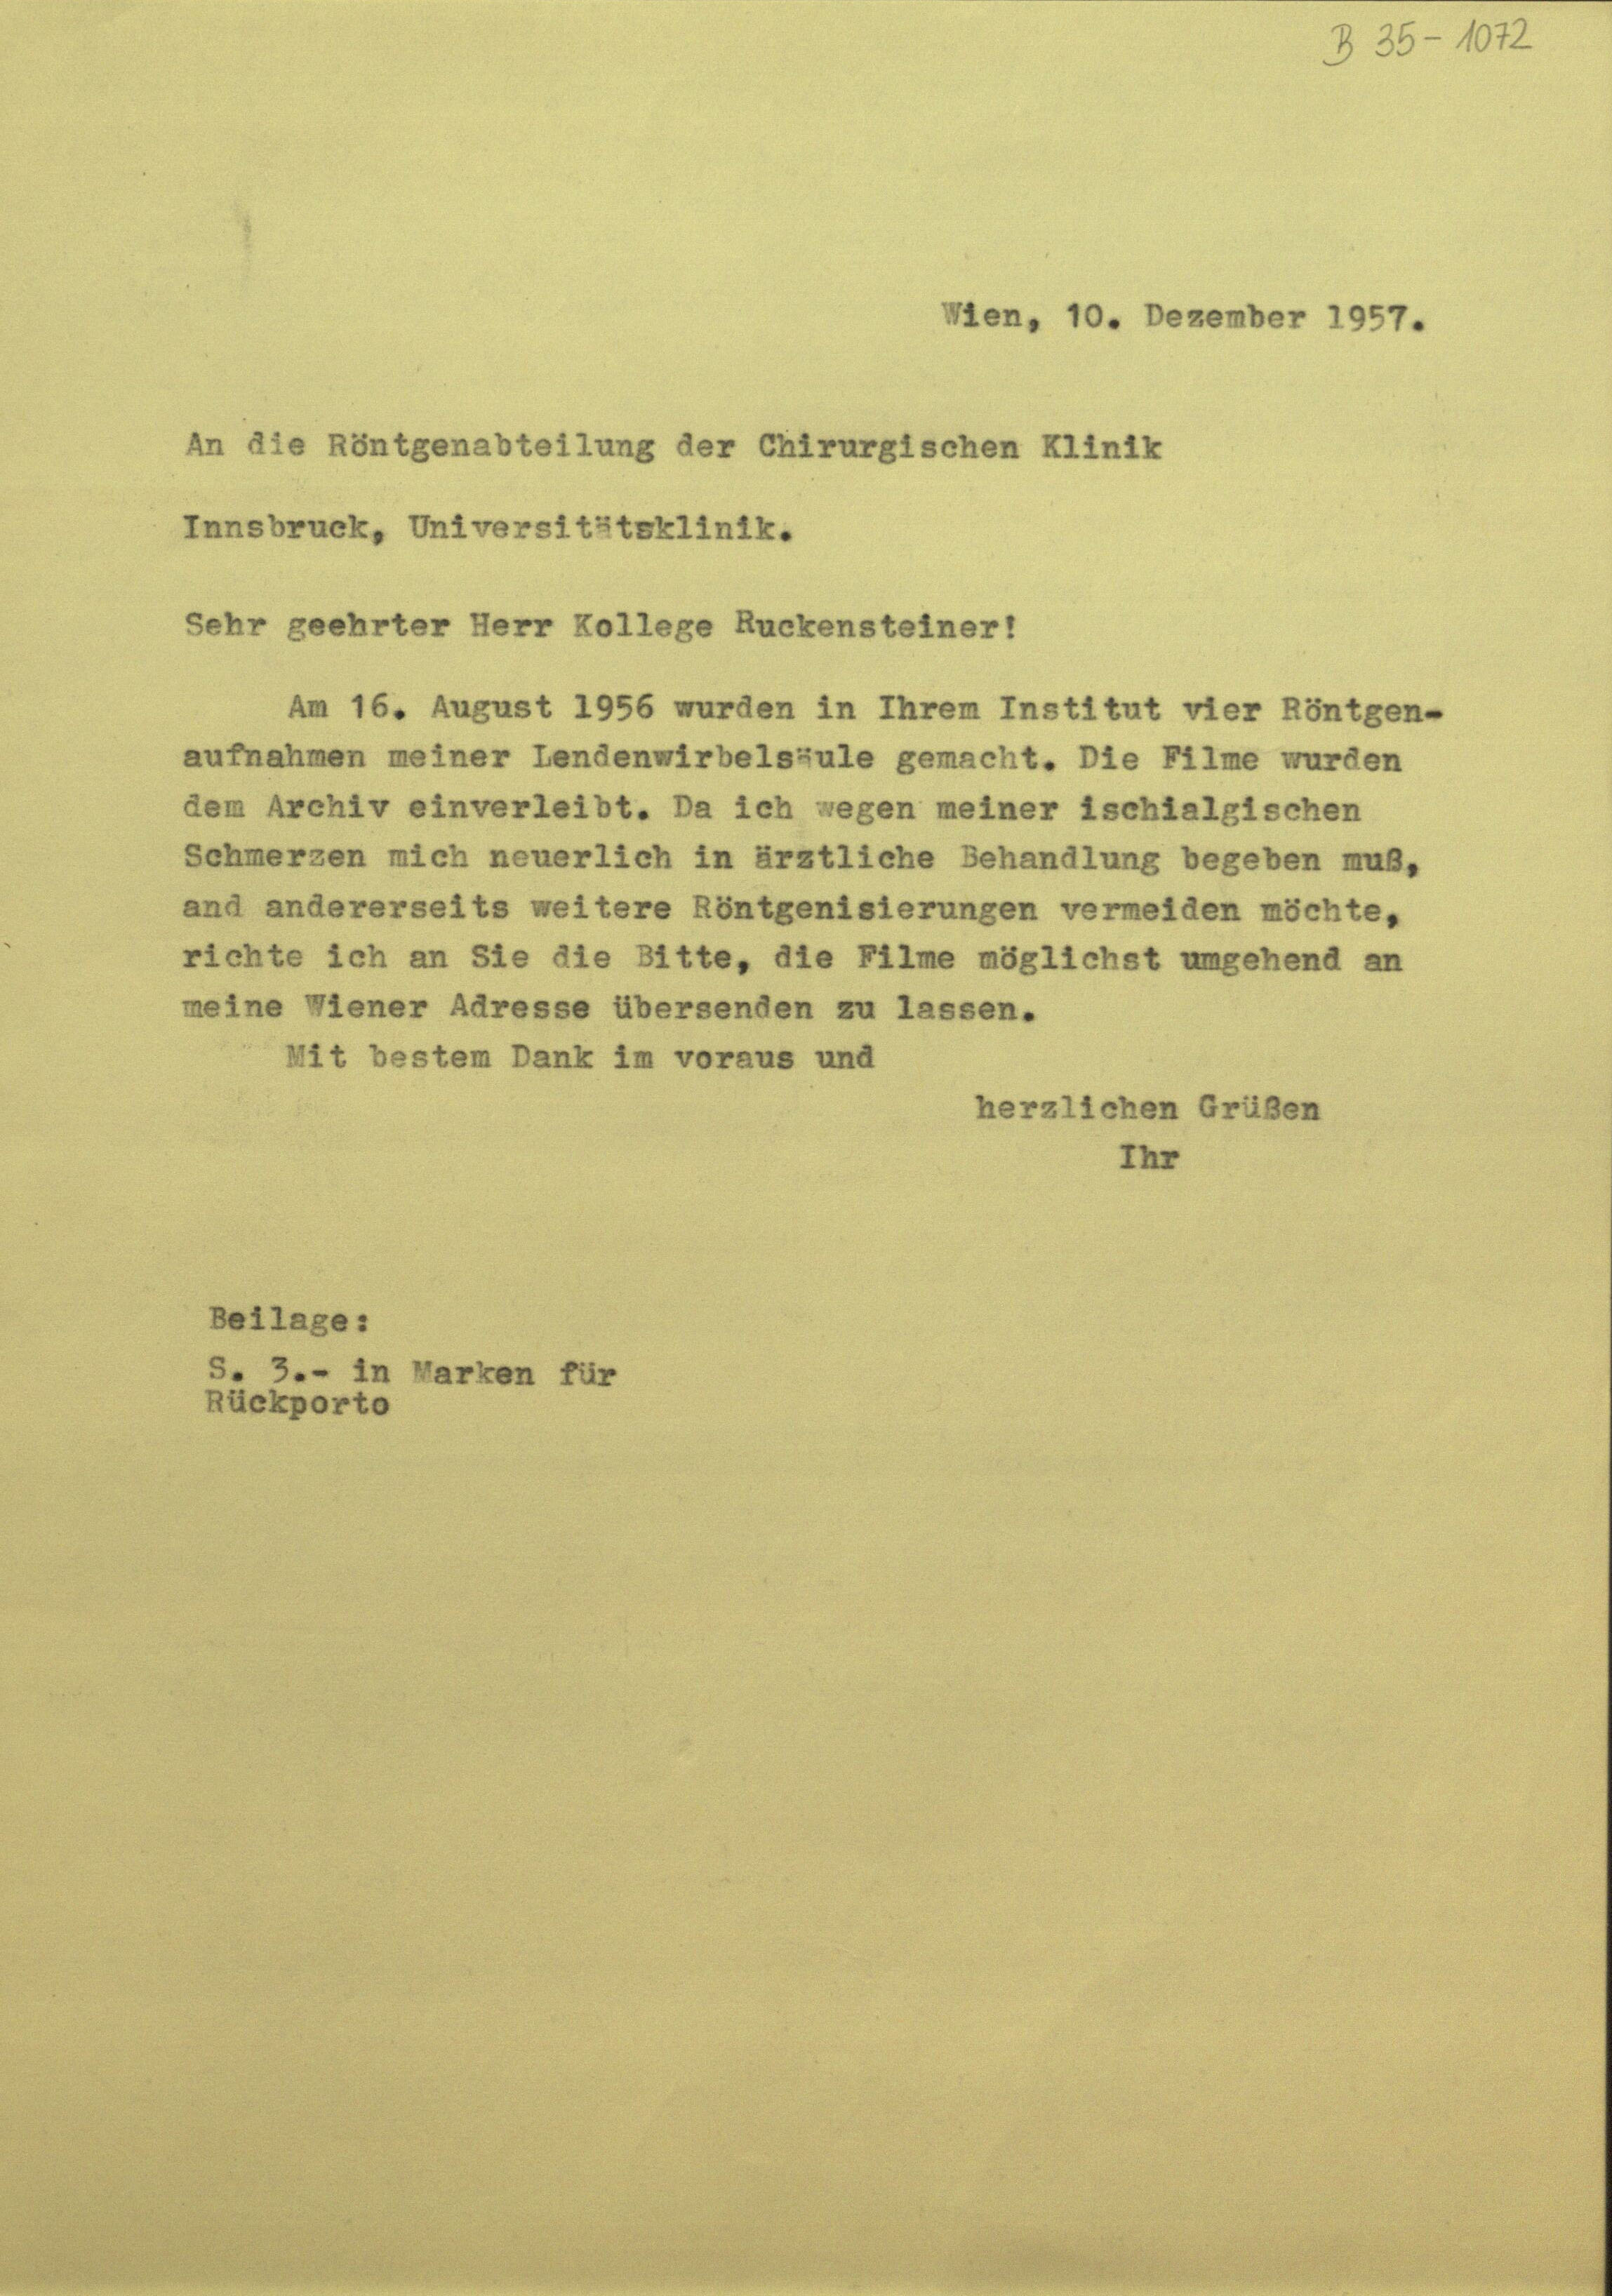 B 35-1072
Wien, 10. Dezember 1957.
An die Röntgenabteilung der Chirurgischen Klinik
Innsbruck, Universitätsklinik.
Sehr geehrter Herr Kollege Ruckensteiner!
Am 16. August 1956 wurden in Ihrem Institut vier Röntgen-
aufnahmen meiner Lendenwirbelsäule gemacht. Die Filme wurden
dem Archiv einverleibt. Da ich wegen meiner ischialgischen
Schmerzen mich neuerlich in ärztliche Behandlung begeben muß,
and andererseits weitere Röntgenisierungen vermeiden möchte,
richte ich an Sie die Bitte, die Filme möglichst umgehend an
meine Wiener Adresse übersenden zu lassen.
Mit bestem Dank im voraus und
herzlichen Grüßen
Ihr
Beilage:
S. 3.- in Marken für
Rückporto